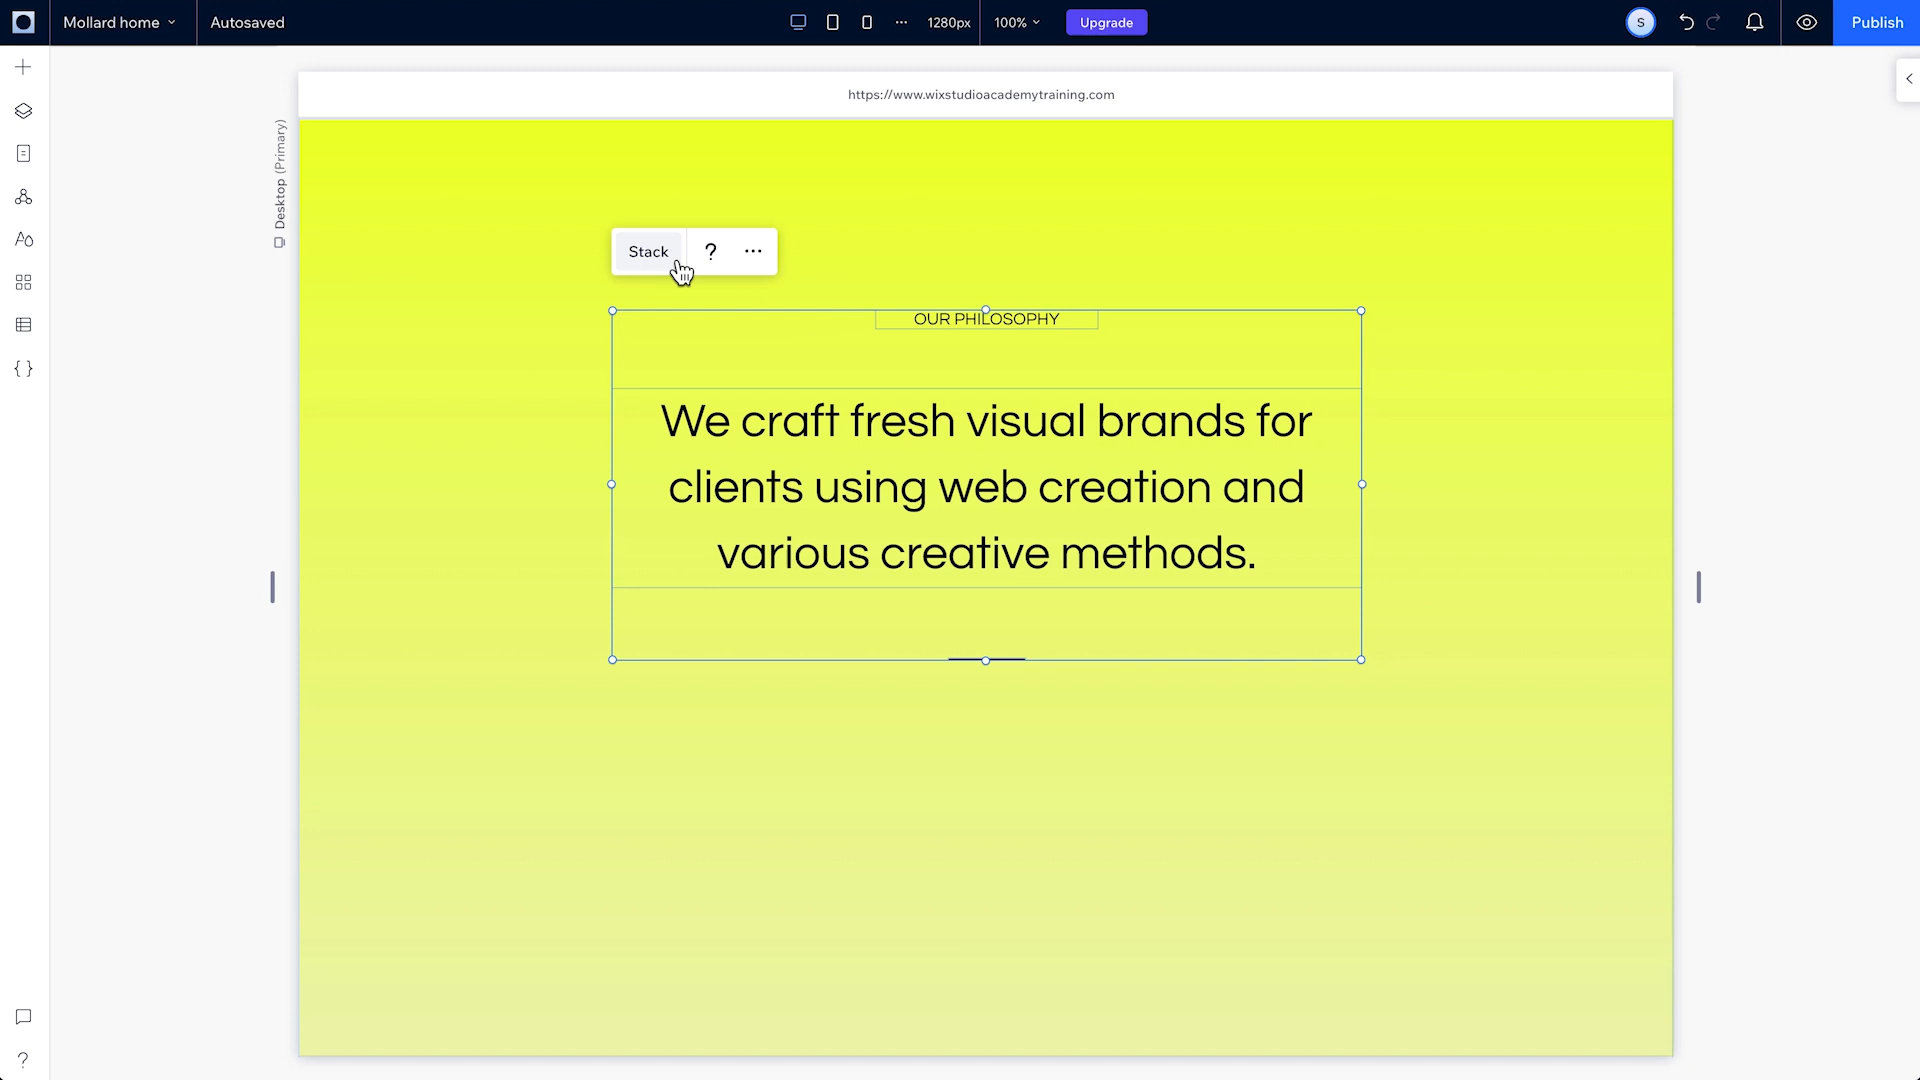 Mollard home
Autosaved
1280px
100%
Upgrade
S
Publish
https://www.wixstudioacademytraining.com
Desktop (Primary)
Stack
?
...
OUR PHILOSOPHY
We craft fresh visual brands for
clients using web creation and
various creative methods.
?